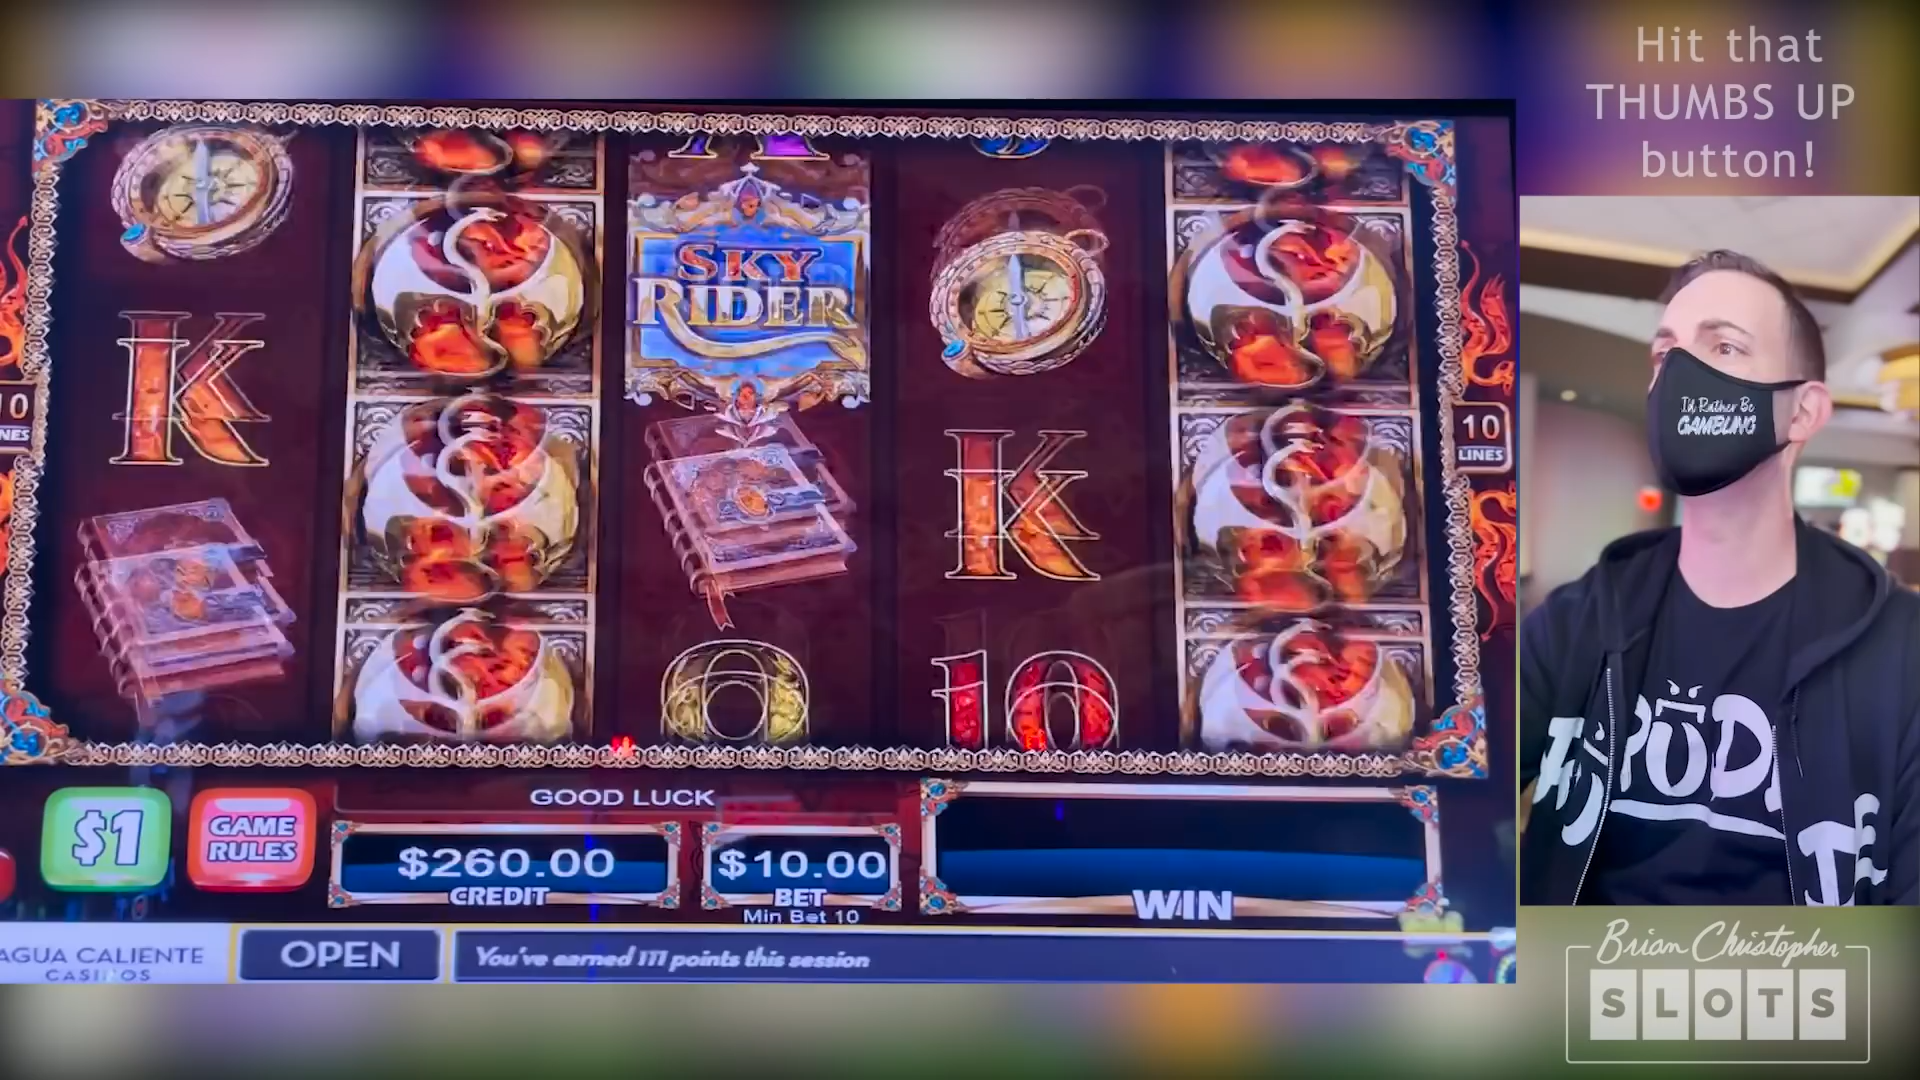 Hit that
THUMBS UP
button!
SKY
RIDER
K
K
10
10
LINES
$1
GAME
RULES
GOOD LUCK
$260.00
CREDIT
$10.00
BET
Min Bet 10
WIN
AGUA CALIENTE
CASINOS
OPEN
You've earned 111 points this session
I'd Rather Be
GAMBLING
Brian Christopher
SLOTS